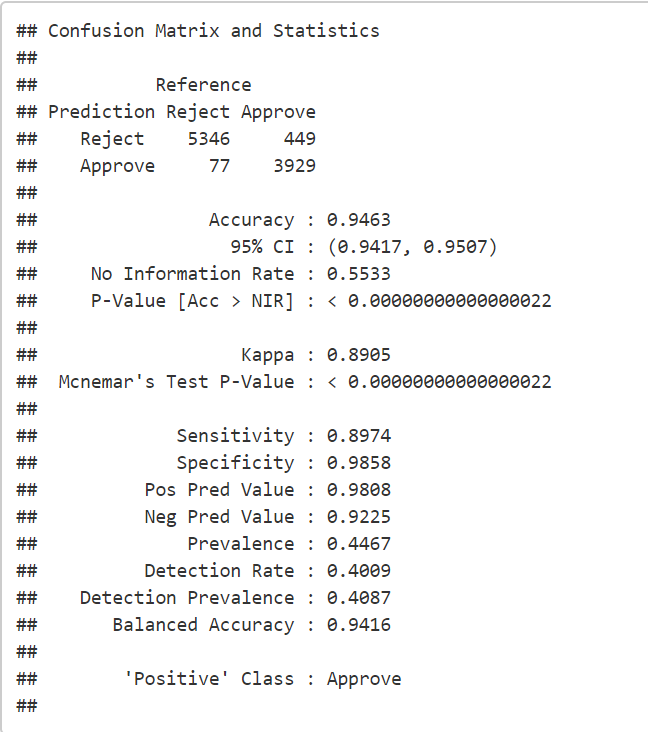 ## Confusion Matrix and Statistics
##
##           Reference
## Prediction Reject Approve
##    Reject    5346     449
##    Approve     77    3929
##
##                Accuracy : 0.9463
##                  95% CI : (0.9417, 0.9507)
##     No Information Rate : 0.5533
##     P-Value [Acc > NIR] : < 0.00000000000000022
##
##                   Kappa : 0.8905
##  Mcnemar's Test P-Value : < 0.00000000000000022
##
##             Sensitivity : 0.8974
##             Specificity : 0.9858
##          Pos Pred Value : 0.9808
##          Neg Pred Value : 0.9225
##              Prevalence : 0.4467
##          Detection Rate : 0.4009
##    Detection Prevalence : 0.4087
##       Balanced Accuracy : 0.9416
##
##        'Positive' Class : Approve
##